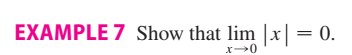 EXAMPLE 7 Show that lim |x| = 0.
x→0